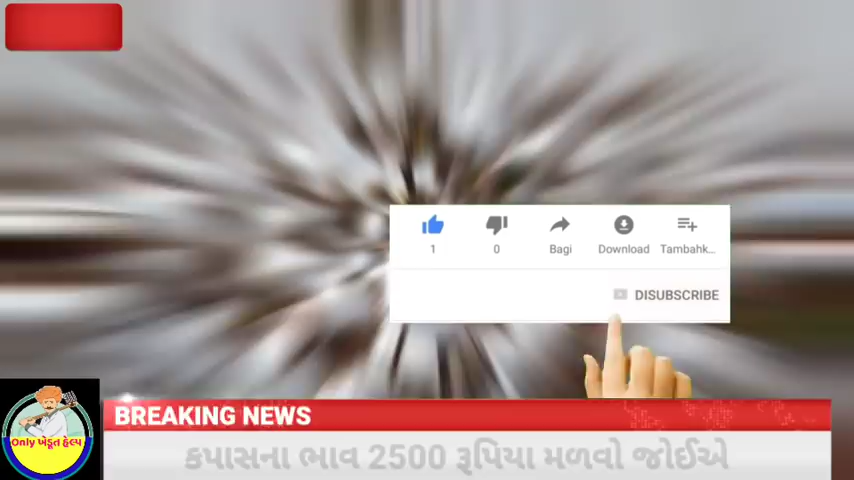 1
0
Bagi
Download
Tambahk...
DISUBSCRIBE
BREAKING NEWS
Only ખેડૂત હેલ્પ
કપાસના ભાવ 2500 રૂપિયા મળવો જોઈએ